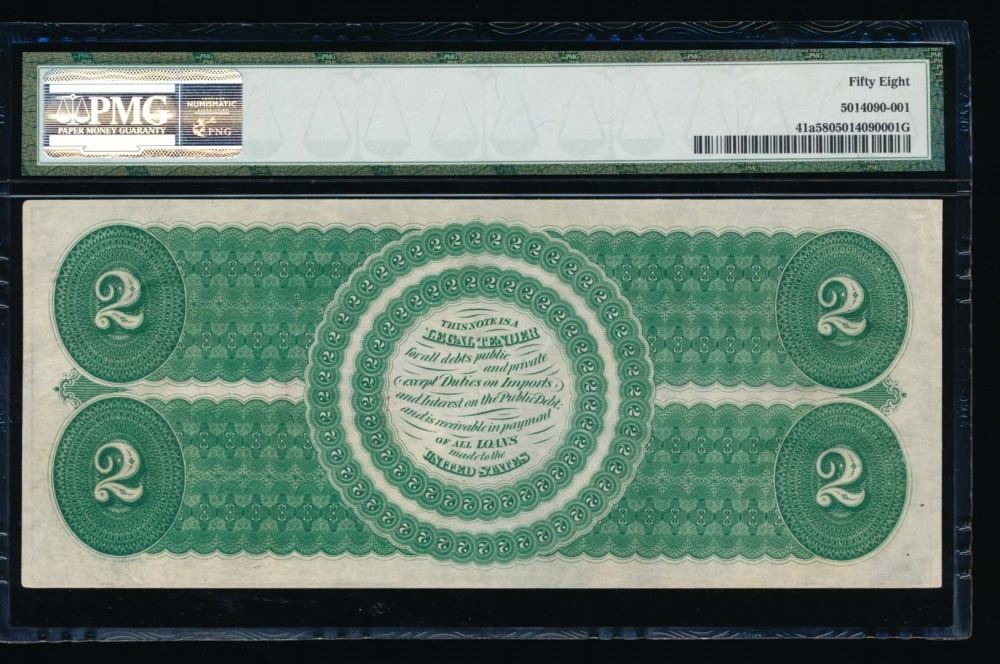 PMG
PAPER MONEY GUARANTY
NUMISMATIC
PNG
Fifty Eight
5014090-001
41a5805014090001G
2
2
THIS NOTE IS A
LEGAL TENDER
for all debts public
and private
(except Duties on Imports)
and Interest on the Public Debt,
and is receivable in payment
OF ALL LOANS
made to the
UNITED STATES
2
2